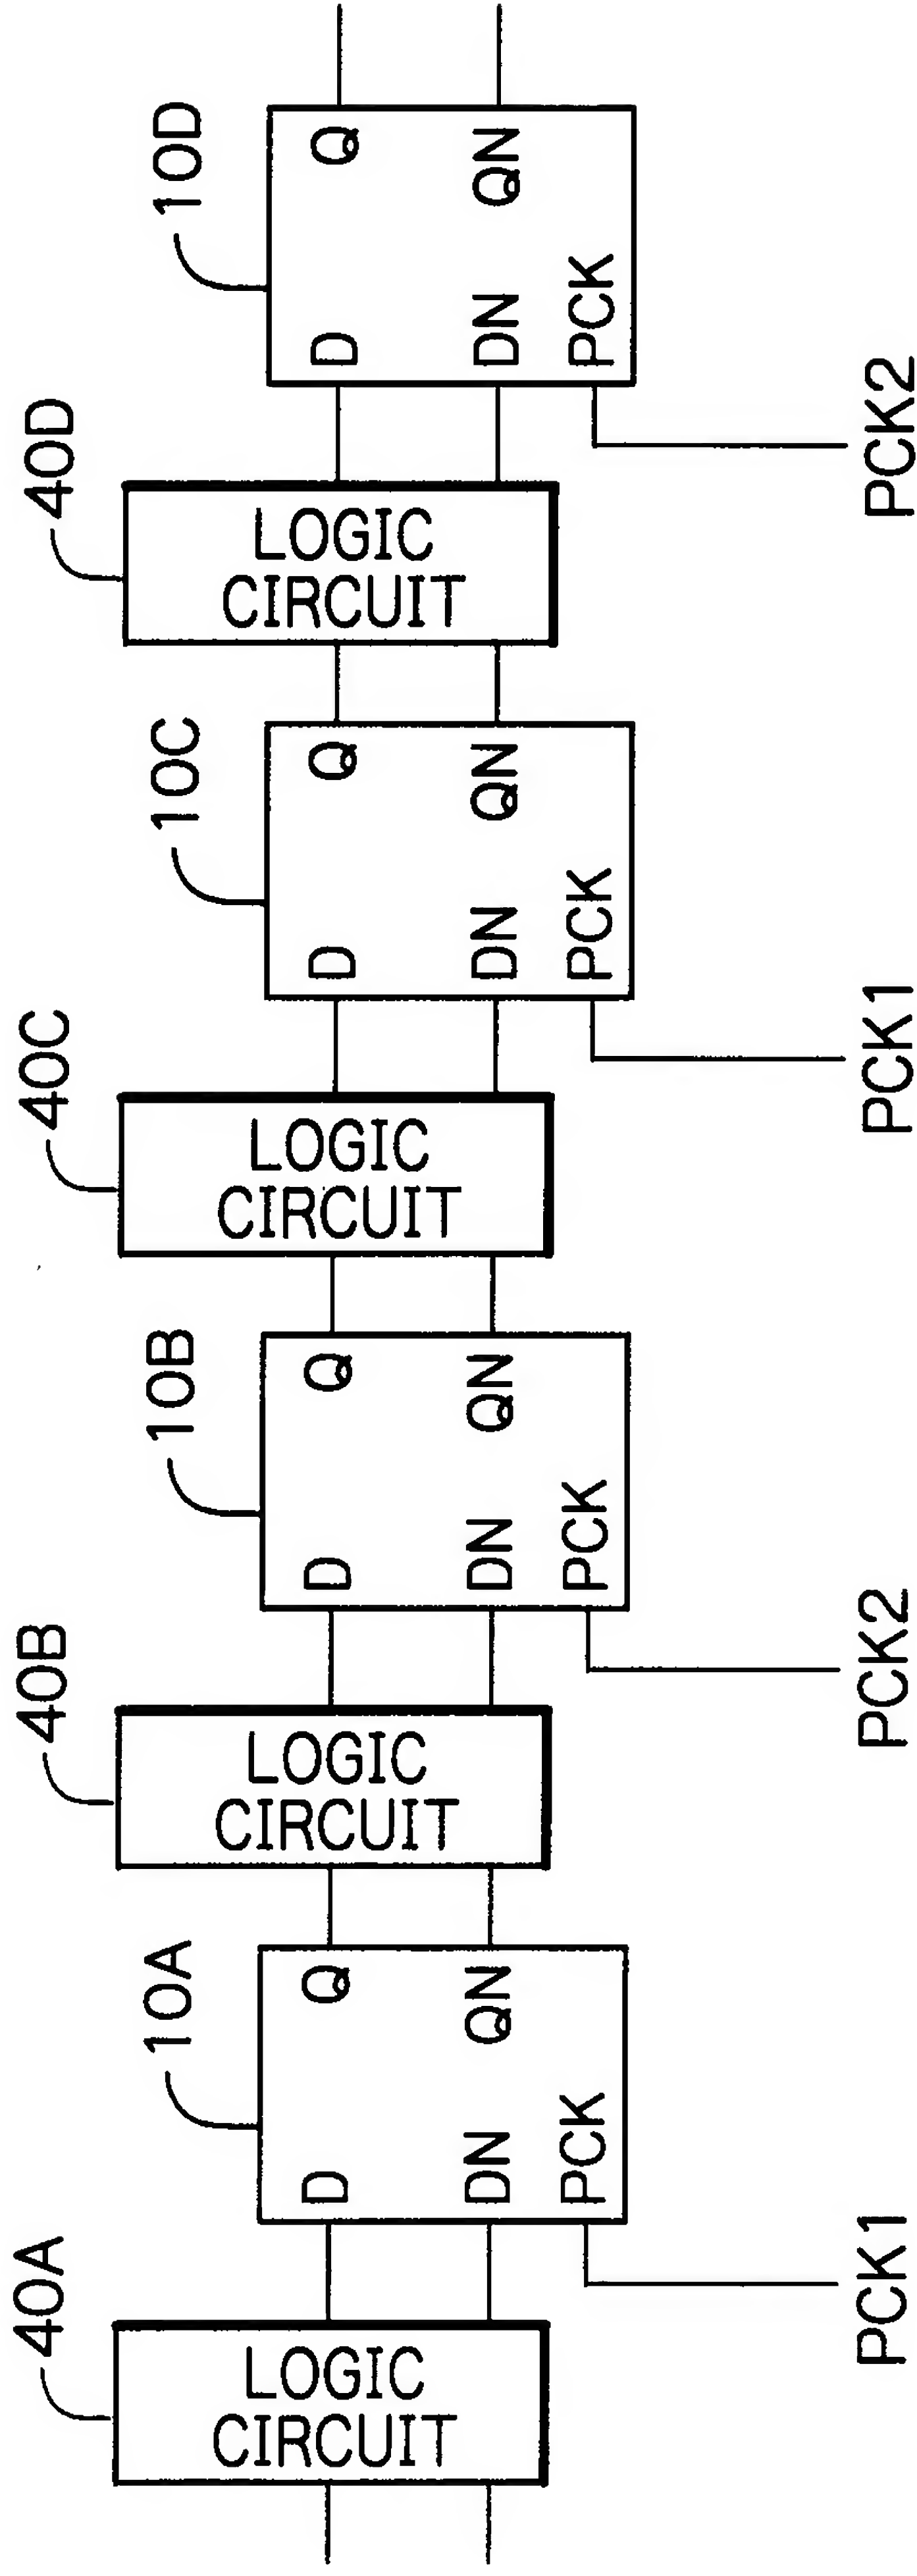 40A
LOGIC
CIRCUIT
10A
D
Q
DN
QN
PCK
PCK1
40B
LOGIC
CIRCUIT
10B
D
Q
DN
QN
PCK
PCK2
40C
LOGIC
CIRCUIT
10C
D
Q
DN
QN
PCK
PCK1
40D
LOGIC
CIRCUIT
10D
D
Q
DN
QN
PCK
PCK2